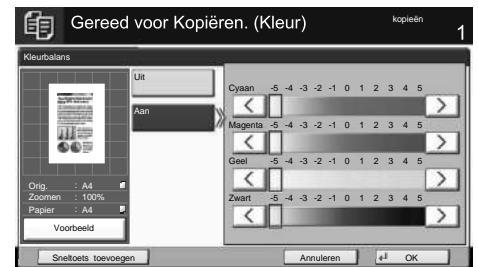 Gereed voor Kopiëren. (Kleur)
kopieën
1
Kleurbalans
Uit
Aan
Cyaan -5 -4 -3 -2 -1 0 1 2 3 4 5
Magenta -5 -4 -3 -2 -1 0 1 2 3 4 5
Geel -5 -4 -3 -2 -1 0 1 2 3 4 5
Zwart -5 -4 -3 -2 -1 0 1 2 3 4 5
Orig. : A4
Zoomen : 100%
Papier : A4
Voorbeeld
Sneltoets toevoegen
Annuleren
OK